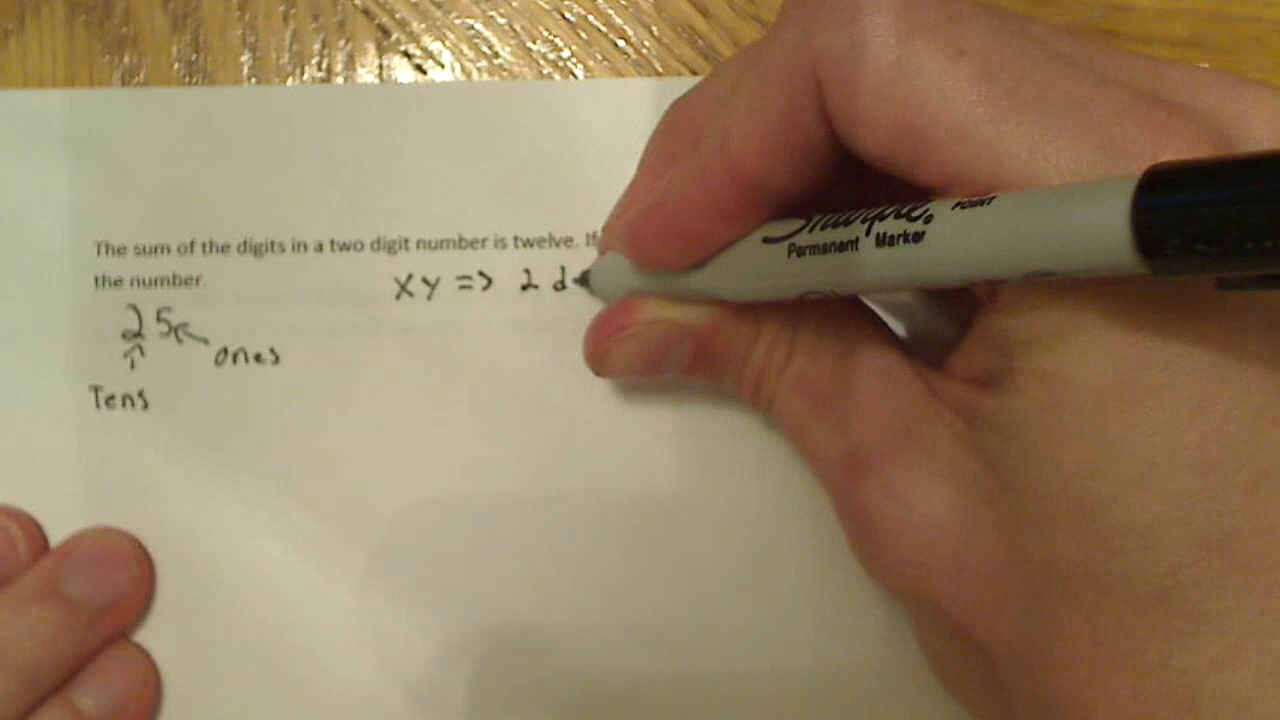 The sum of the digits in a two digit number is twelve. If
the number.
xy => 2 d
25
ones
Tens
Sharpie
Permanent Marker